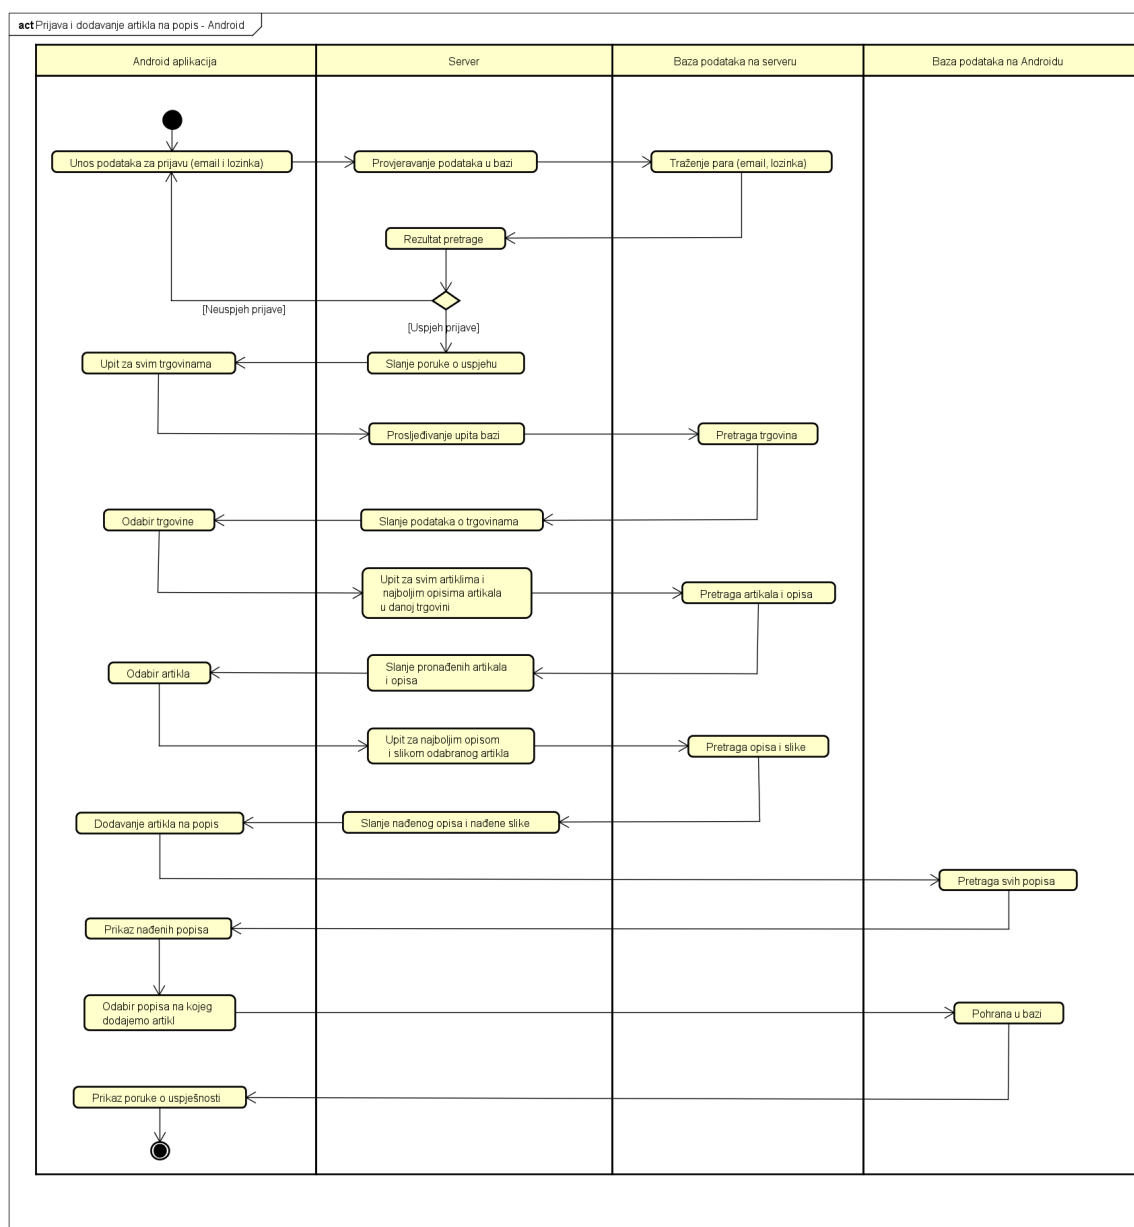 act Prijava i dodavanje artikla na popis - Android
Android aplikacija
Server
Baza podataka na serveru
Baza podataka na Androidu
Unos podataka za prijavu (email i lozinka)
Provjeravanje podataka u bazi
Traženje para (email, lozinka)
Rezultat pretrage
[Neuspjeh prijave]
[Uspjeh prijave]
Upit za svim trgovinama
Slanje poruke o uspjehu
Prosljeđivanje upita bazi
Pretraga trgovina
Odabir trgovine
Slanje podataka o trgovinama
Upit za svim artiklima i
najboljim opisima artikala
u danoj trgovini
Pretraga artikala i opisa
Odabir artikla
Slanje pronađenih artikala
i opisa
Upit za najboljim opisom
i slikom odabranog artikla
Pretraga opisa i slike
Dodavanje artikla na popis
Slanje nađenog opisa i nađene slike
Pretraga svih popisa
Prikaz nađenih popisa
Odabir popisa na kojeg
dodajemo artikl
Pohrana u bazi
Prikaz poruke o uspješnosti